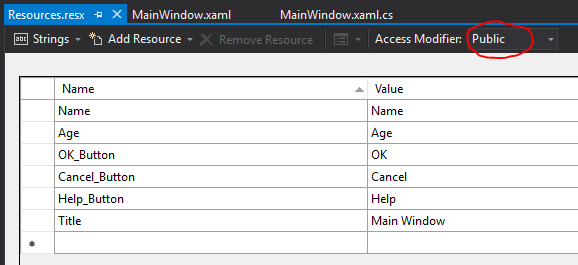 Resources.resx MainWindow.xaml MainWindow.xaml.cs
Strings Add Resource Remove Resource Access Modifier: Public
Name Value
Name Name
Age Age
OK_Button OK
Cancel_Button Cancel
Help_Button Help
Title Main Window